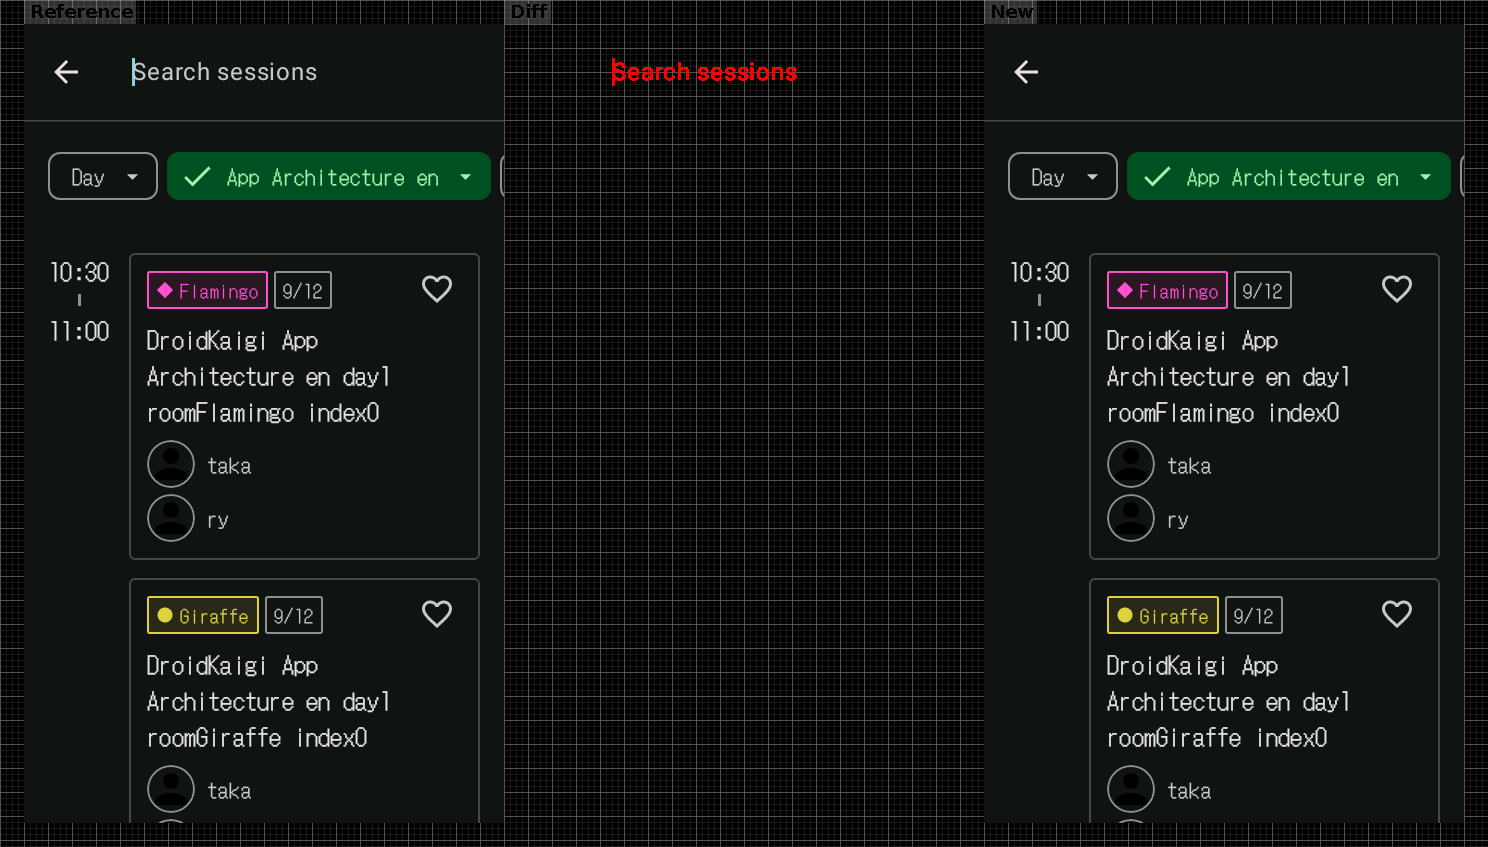 Reference
Diff
New
Search sessions
Search sessions
Day
App Architecture en
10:30
11:00
Flamingo
9/12
DroidKaigi App
Architecture en day1
roomFlamingo index0
taka
ry
Giraffe
9/12
DroidKaigi App
Architecture en day1
roomGiraffe index0
taka
Day
App Architecture en
10:30
11:00
Flamingo
9/12
DroidKaigi App
Architecture en day1
roomFlamingo index0
taka
ry
Giraffe
9/12
DroidKaigi App
Architecture en day1
roomGiraffe index0
taka